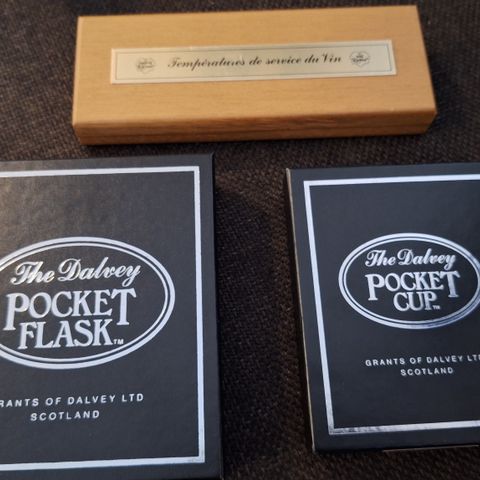 Températures de service du Vin
The Dalvey
POCKET
FLASK™
RANTS OF DALVEY LTD
SCOTLAND
The Dalvey
POCKET
CUP™
GRANTS OF DALVEY LTD
SCOTLAND